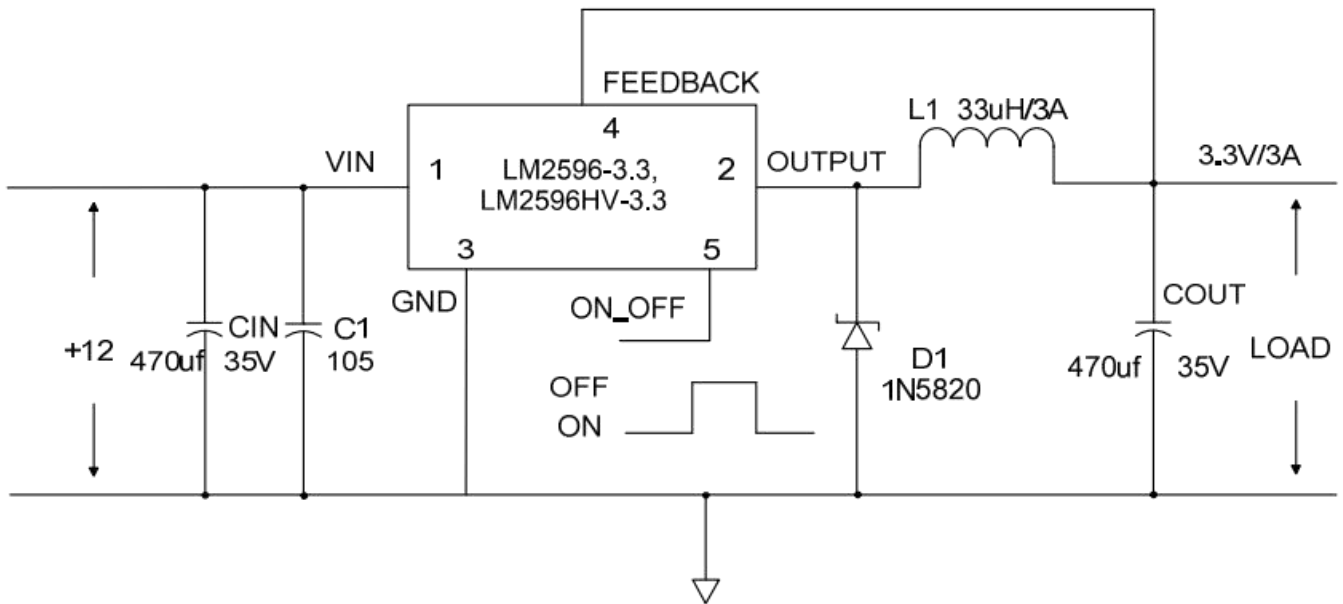 FEEDBACK
L1 33uH/3A
4
VIN
1
LM2596-3.3,
LM2596HV-3.3
2
OUTPUT
3.3V/3A
3
5
GND
ON_OFF
COUT
+12
CIN
470uf 35V
C1
105
OFF
ON
D1
1N5820
470uf 35V
LOAD